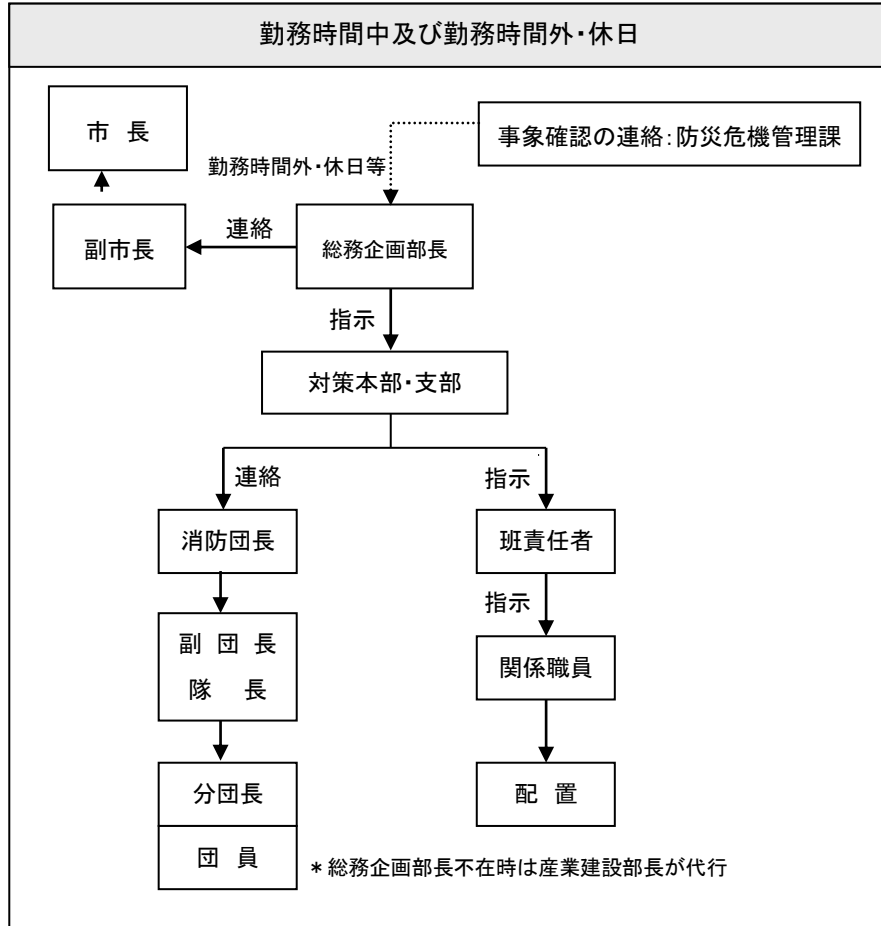 勤務時間中及び勤務時間外・休日
市 長
事象確認の連絡：防災危機管理課
勤務時間外・休日等
副市長
連絡
総務企画部長
指示
対策本部・支部
連絡
指示
消防団長
班責任者
指示
副 団 長
隊 長
関係職員
分団長
配 置
団 員
＊総務企画部長不在時は産業建設部長が代行